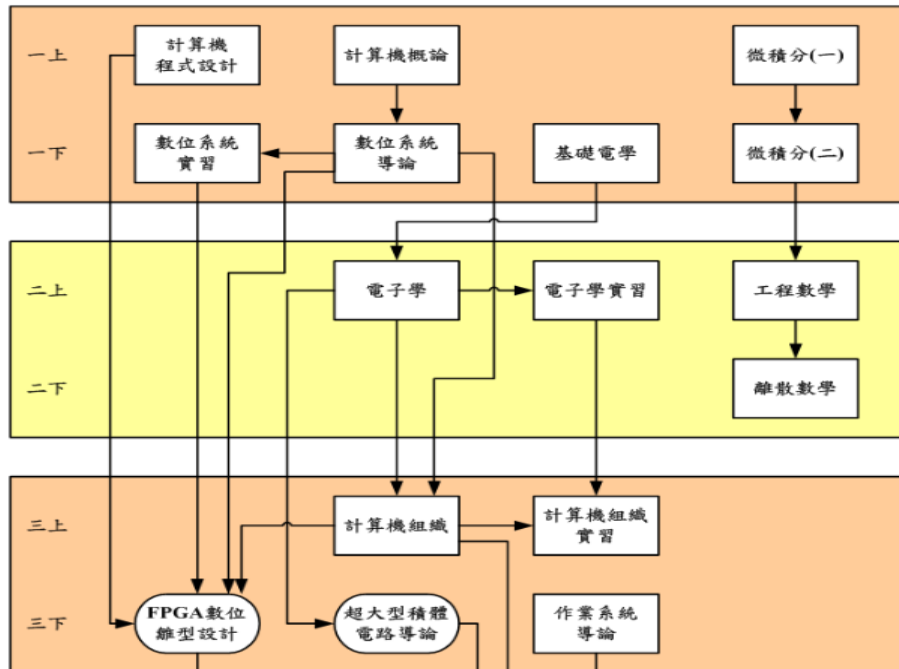 一上
計算機
程式設計
計算機概論
微積分(一)
一下
數位系統
實習
數位系統
導論
基礎電學
微積分(二)
二上
電子學
電子學實習
工程數學
二下
離散數學
三上
計算機組織
計算機組織
實習
三下
FPGA數位
雛型設計
超大型積體
電路導論
作業系統
導論